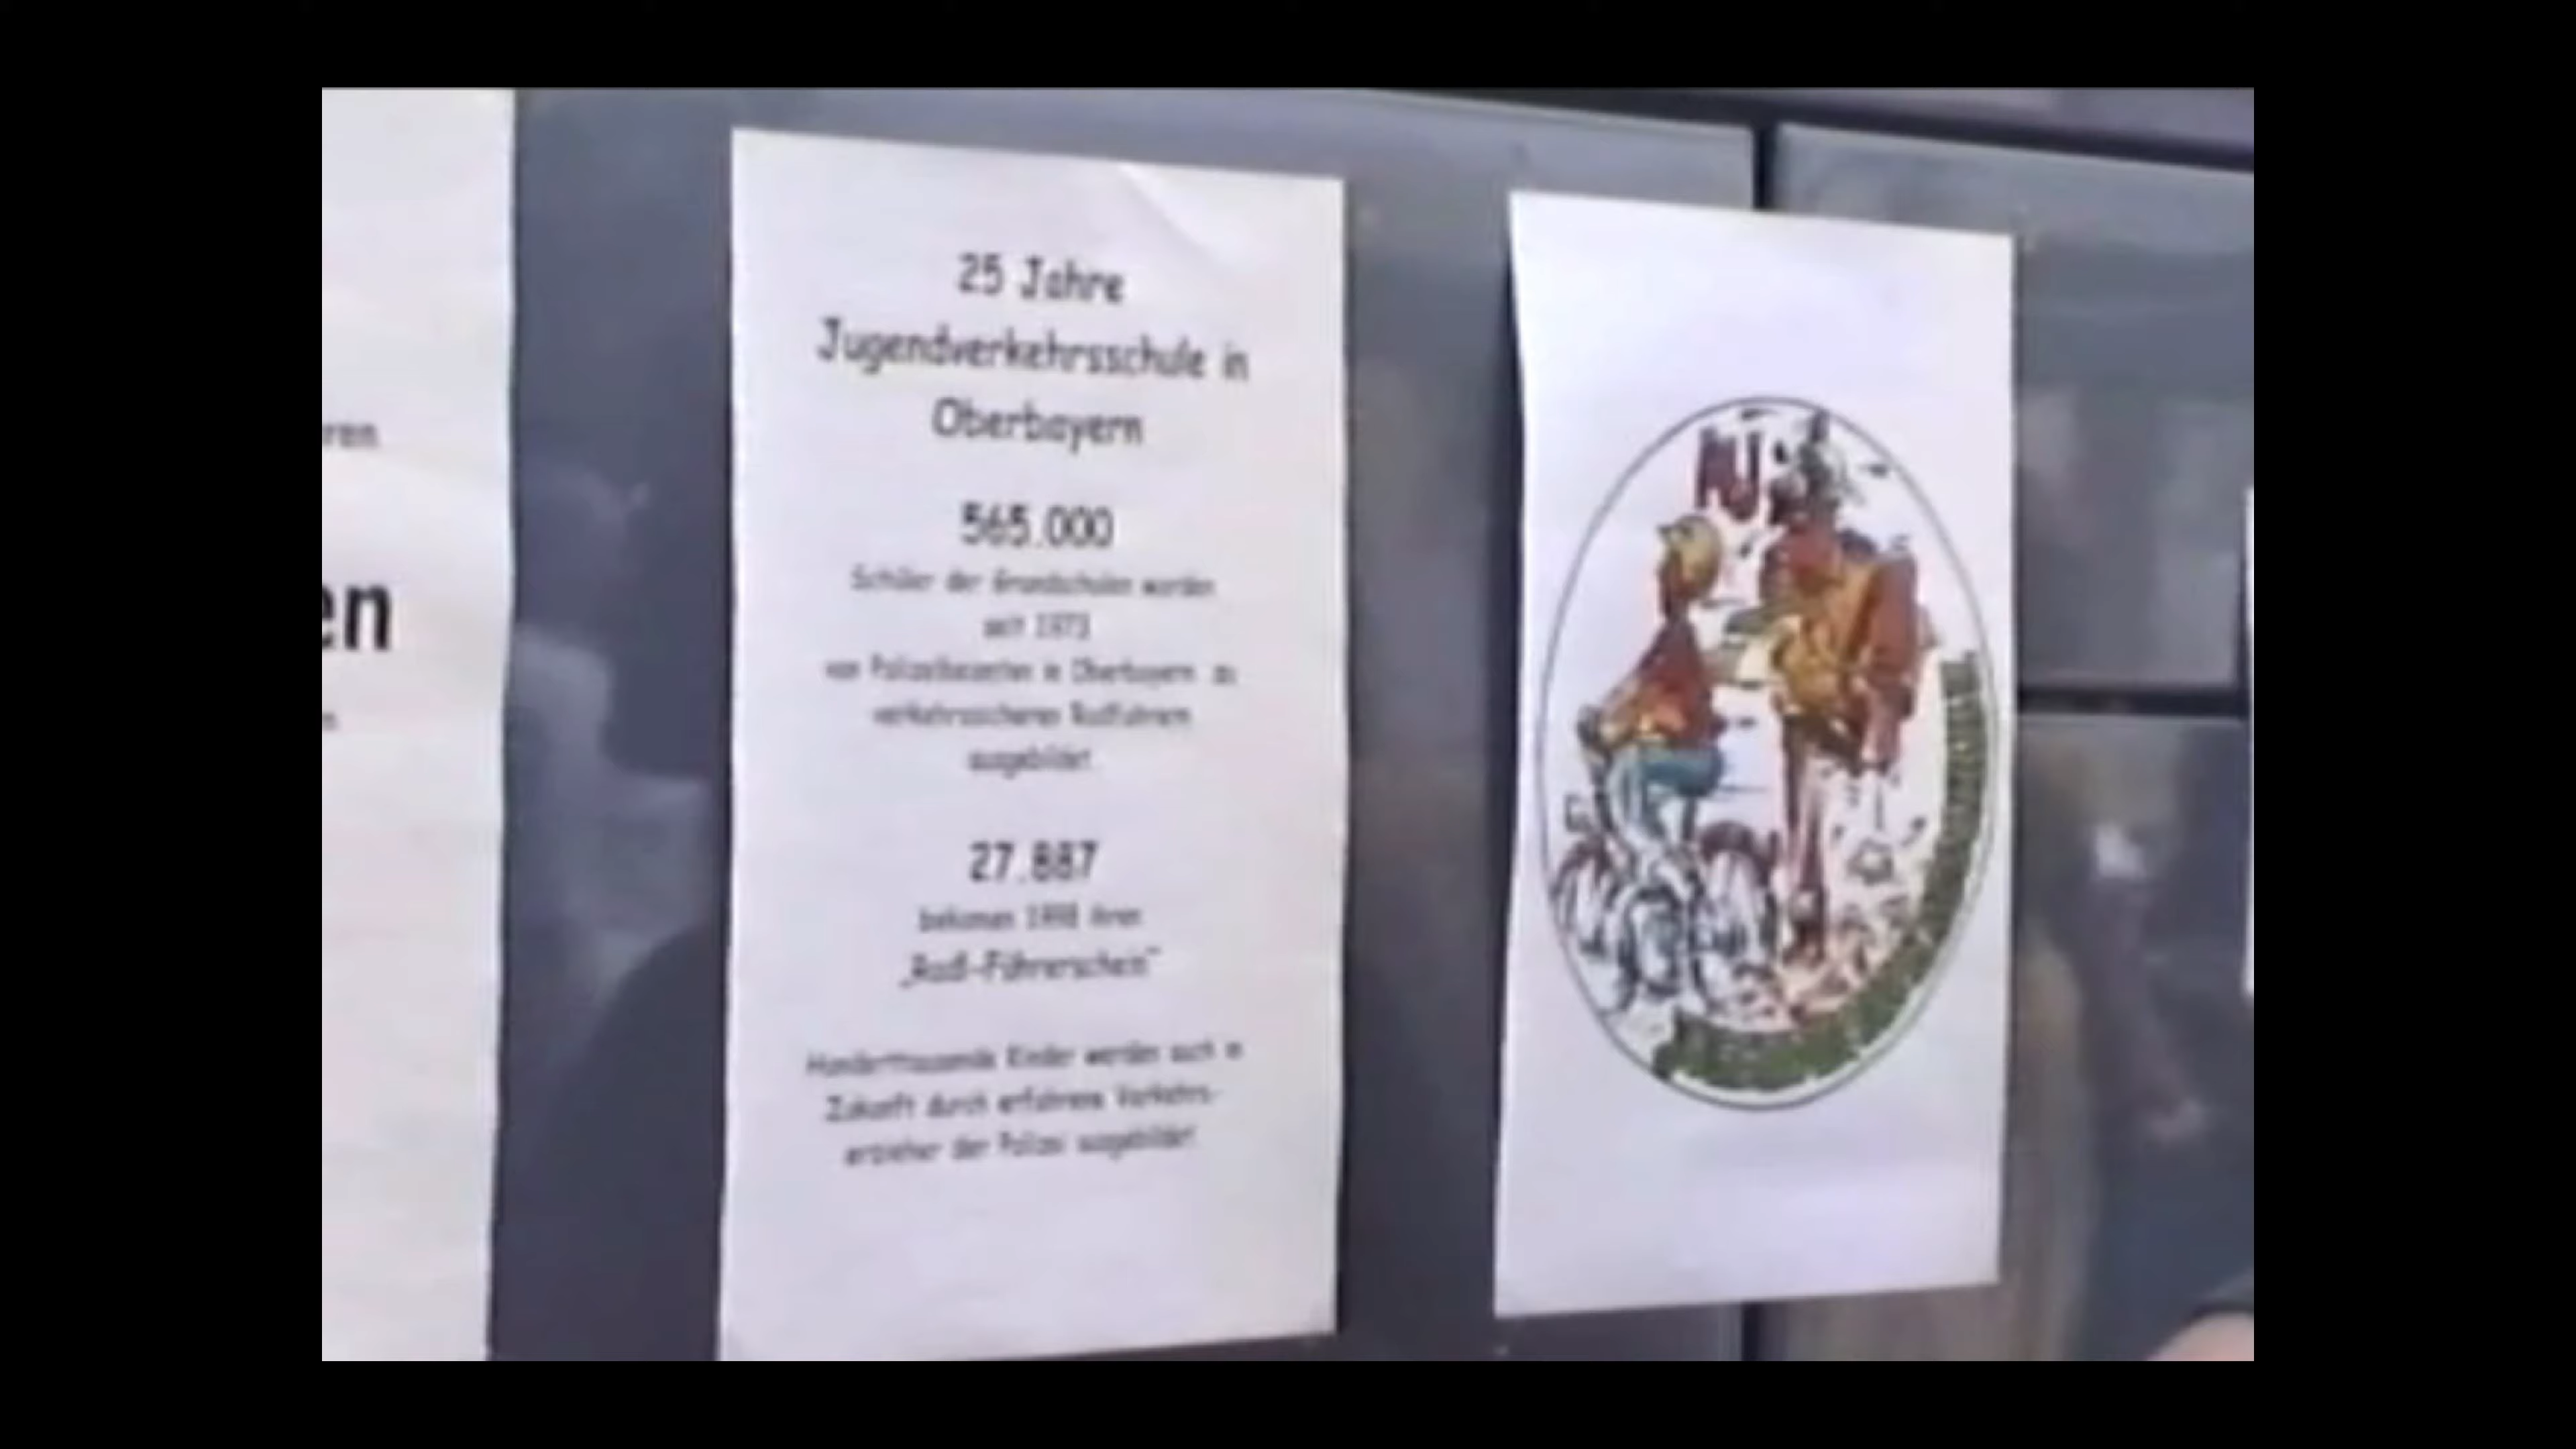 ren
en
25 Jahre
Jugendverkehrsschule in
Oberbayern
565.000
Schüler der Grundschulen wurden
seit 1973
von Polizeibeamten in Oberbayern zu
verkehrssicheren Radfahrern
ausgebildet
27.887
bekamen 1998 ihren
„Radl-Führerschein"
Hunderttausende Kinder werden auch in
Zukunft durch erfahrene Verkehrs-
erzieher der Polizei ausgebildet